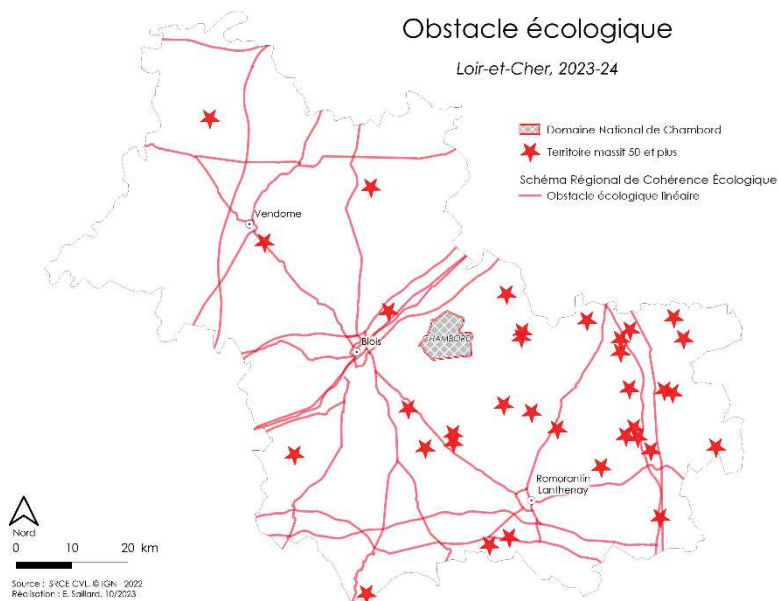 Obstacle écologique
Loir-et-Cher, 2023-24
Domaine National de Chambord
Territoire massif 50 et plus
Schéma Régional de Cohérence Écologique
Obstacle écologique linéaire
Vendome
CHAMBORD
Blois
Romorantin
Lanthenay
Nord
0 10 20 km
Source : SRCE CVL, © IGN - 2022
Réalisation : E. Saillard, 10/2023